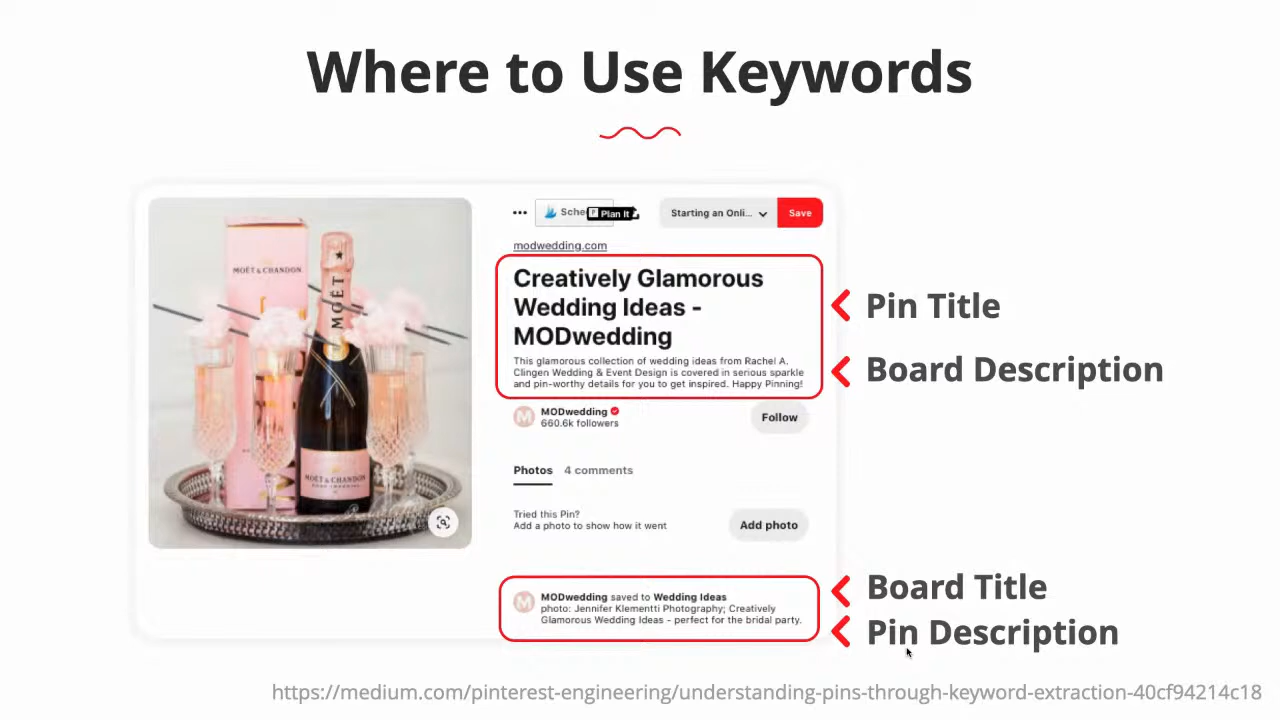 Where to Use Keywords
MOËT & CHANDON
MOËT
MOËT & CHANDON
Sche
Plan It
Starting an Onli...
Save
modwedding.com
Creatively Glamorous
Wedding Ideas -
MODwedding
This glamorous collection of wedding ideas from Rachel A.
Clingen Wedding & Event Design is covered in serious sparkle
and pin-worthy details for you to get inspired. Happy Pinning!
Pin Title
Board Description
M
MODwedding
660.6k followers
Follow
Photos 4 comments
Tried this Pin?
Add a photo to show how it went
Add photo
M
MODwedding saved to Wedding Ideas
photo: Jennifer Klementti Photography; Creatively
Glamorous Wedding Ideas - perfect for the bridal party.
Board Title
Pin Description
https://medium.com/pinterest-engineering/understanding-pins-through-keyword-extraction-40cf94214c18